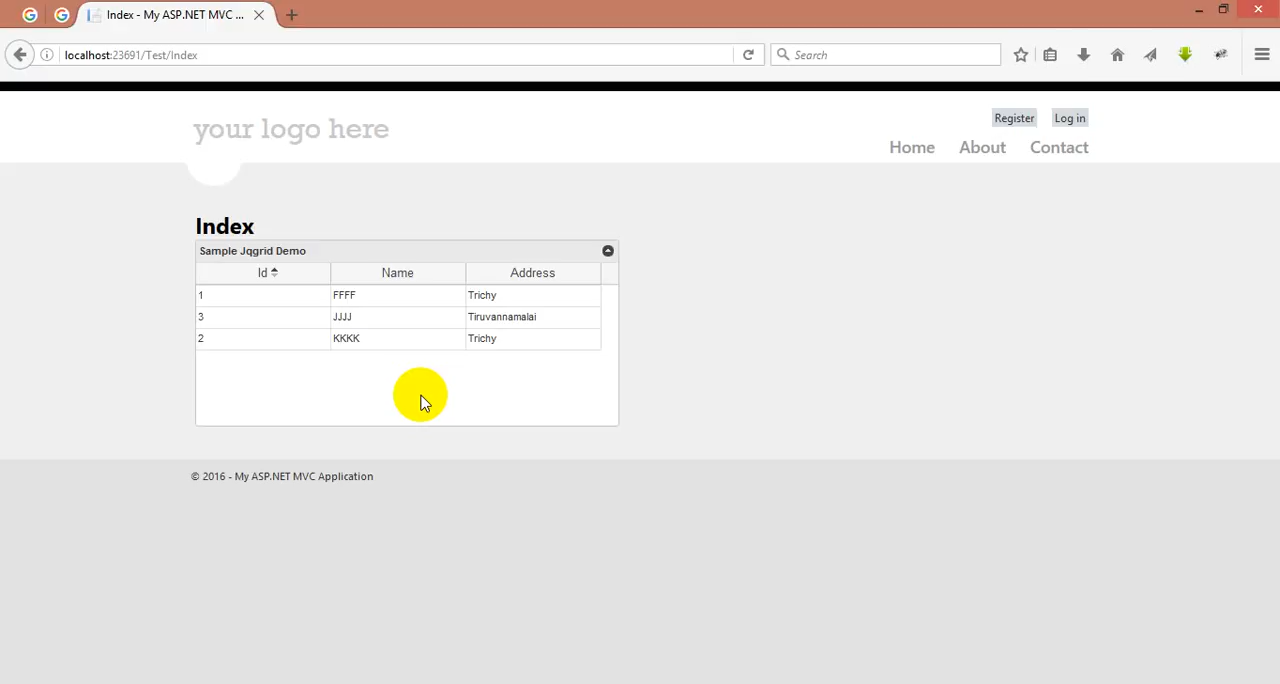 Index - My ASP.NET MVC ...
localhost:23691/Test/Index
Search
your logo here
Register Log in
Home About Contact
Index
Sample Jqgrid Demo
Id Name Address
1 FFFF Trichy
3 JJJJ Tiruvannamalai
2 KKKK Trichy
© 2016 - My ASP.NET MVC Application